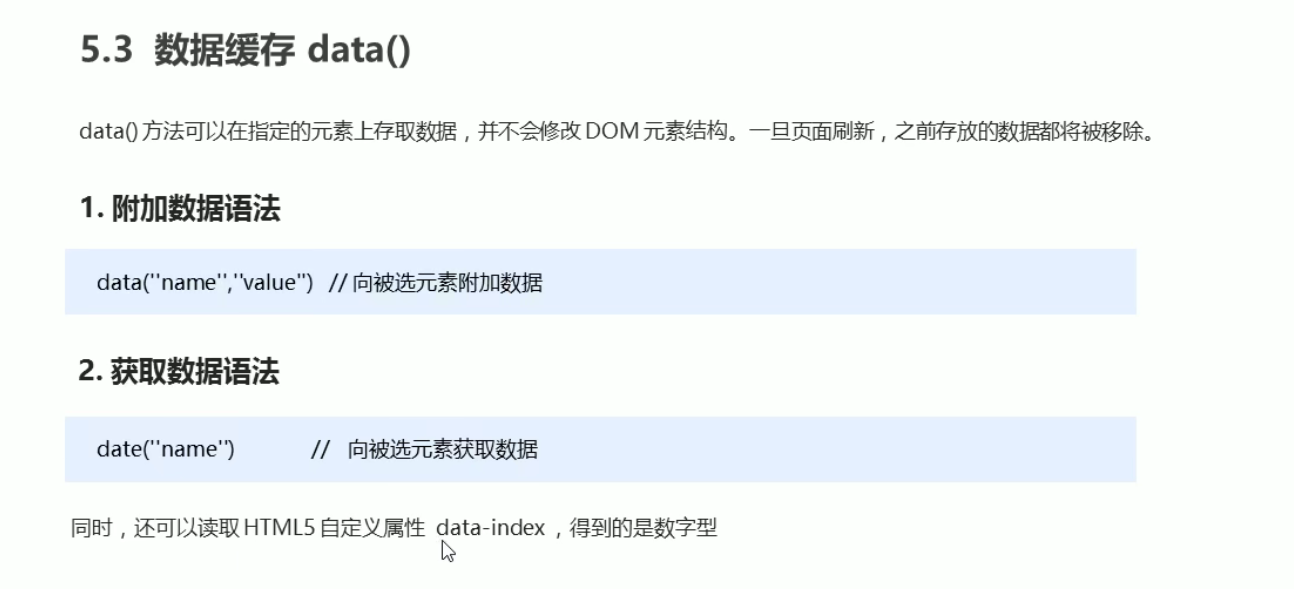 5.3 数据缓存 data()
data() 方法可以在指定的元素上存取数据，并不会修改 DOM 元素结构。一旦页面刷新，之前存放的数据都将被移除。
1. 附加数据语法
data(''name'',''value'') // 向被选元素附加数据
2. 获取数据语法
date(''name'') // 向被选元素获取数据
同时，还可以读取 HTML5 自定义属性 data-index ，得到的是数字型